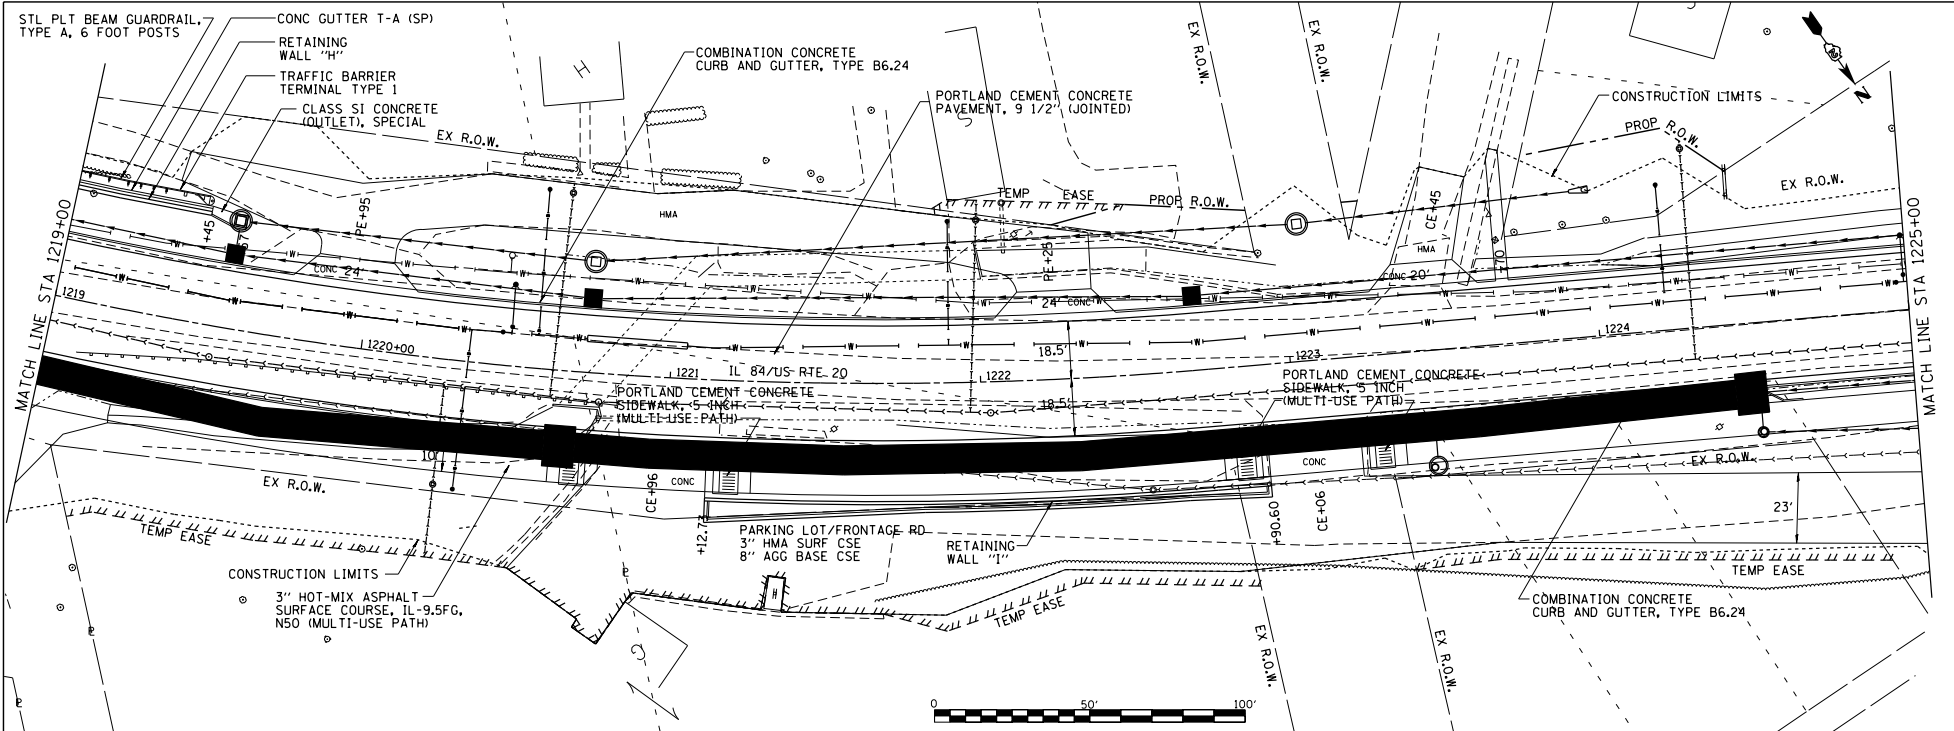 STL PLT BEAM GUARDRAIL,
TYPE A, 6 FOOT POSTS
CONC GUTTER T-A (SP)
RETAINING
WALL "H"
TRAFFIC BARRIER
TERMINAL TYPE 1
CLASS SI CONCRETE
(OUTLET), SPECIAL
EX R.O.W.
H
COMBINATION CONCRETE
CURB AND GUTTER, TYPE B6.24
PORTLAND CEMENT CONCRETE
PAVEMENT, 9 1/2" (JOINTED)
EX R.O.W.
EX R.O.W.
CONSTRUCTION LIMITS
PROP R.O.W.
EX R.O.W.
N
MATCH LINE STA 1219+00
MATCH LINE STA 1225+00
+45
PE+95
HMA
TEMP EASE
PROP R.O.W.
PE+25
CE+45
HMA
+70
CONC 24'
24' CONC
CONC 20'
1219
1220+00
1221
1222
1223
1224
IL 84/US RTE 20
18.5'
18.5'
PORTLAND CEMENT CONCRETE
SIDEWALK, 5 INCH
(MULTI-USE PATH)
PORTLAND CEMENT CONCRETE
SIDEWALK, 5 INCH
(MULTI-USE PATH)
10'
EX R.O.W.
CE+96
CONC
CONC
CE+06
+12.73
+90.60
EX R.O.W.
23'
TEMP EASE
PARKING LOT/FRONTAGE RD
3" HMA SURF CSE
8" AGG BASE CSE
RETAINING
WALL "I"
CONSTRUCTION LIMITS
3" HOT-MIX ASPHALT
SURFACE COURSE, IL-9.5FG,
N50 (MULTI-USE PATH)
H
TEMP EASE
TEMP EASE
COMBINATION CONCRETE
CURB AND GUTTER, TYPE B6.24
EX R.O.W.
EX R.O.W.
0 50' 100'